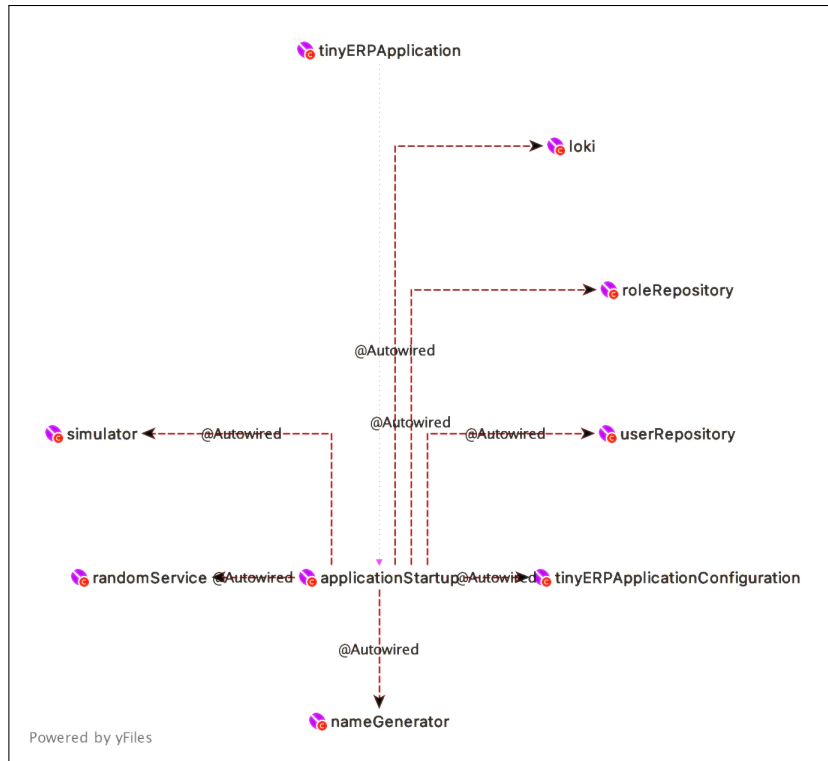 tinyERPApplication
loki
roleRepository
@Autowired
@Autowired
simulator
@Autowired
@Autowired
userRepository
randomService
@Autowired
applicationStartup
@Autowired
tinyERPApplicationConfiguration
@Autowired
nameGenerator
Powered by yFiles